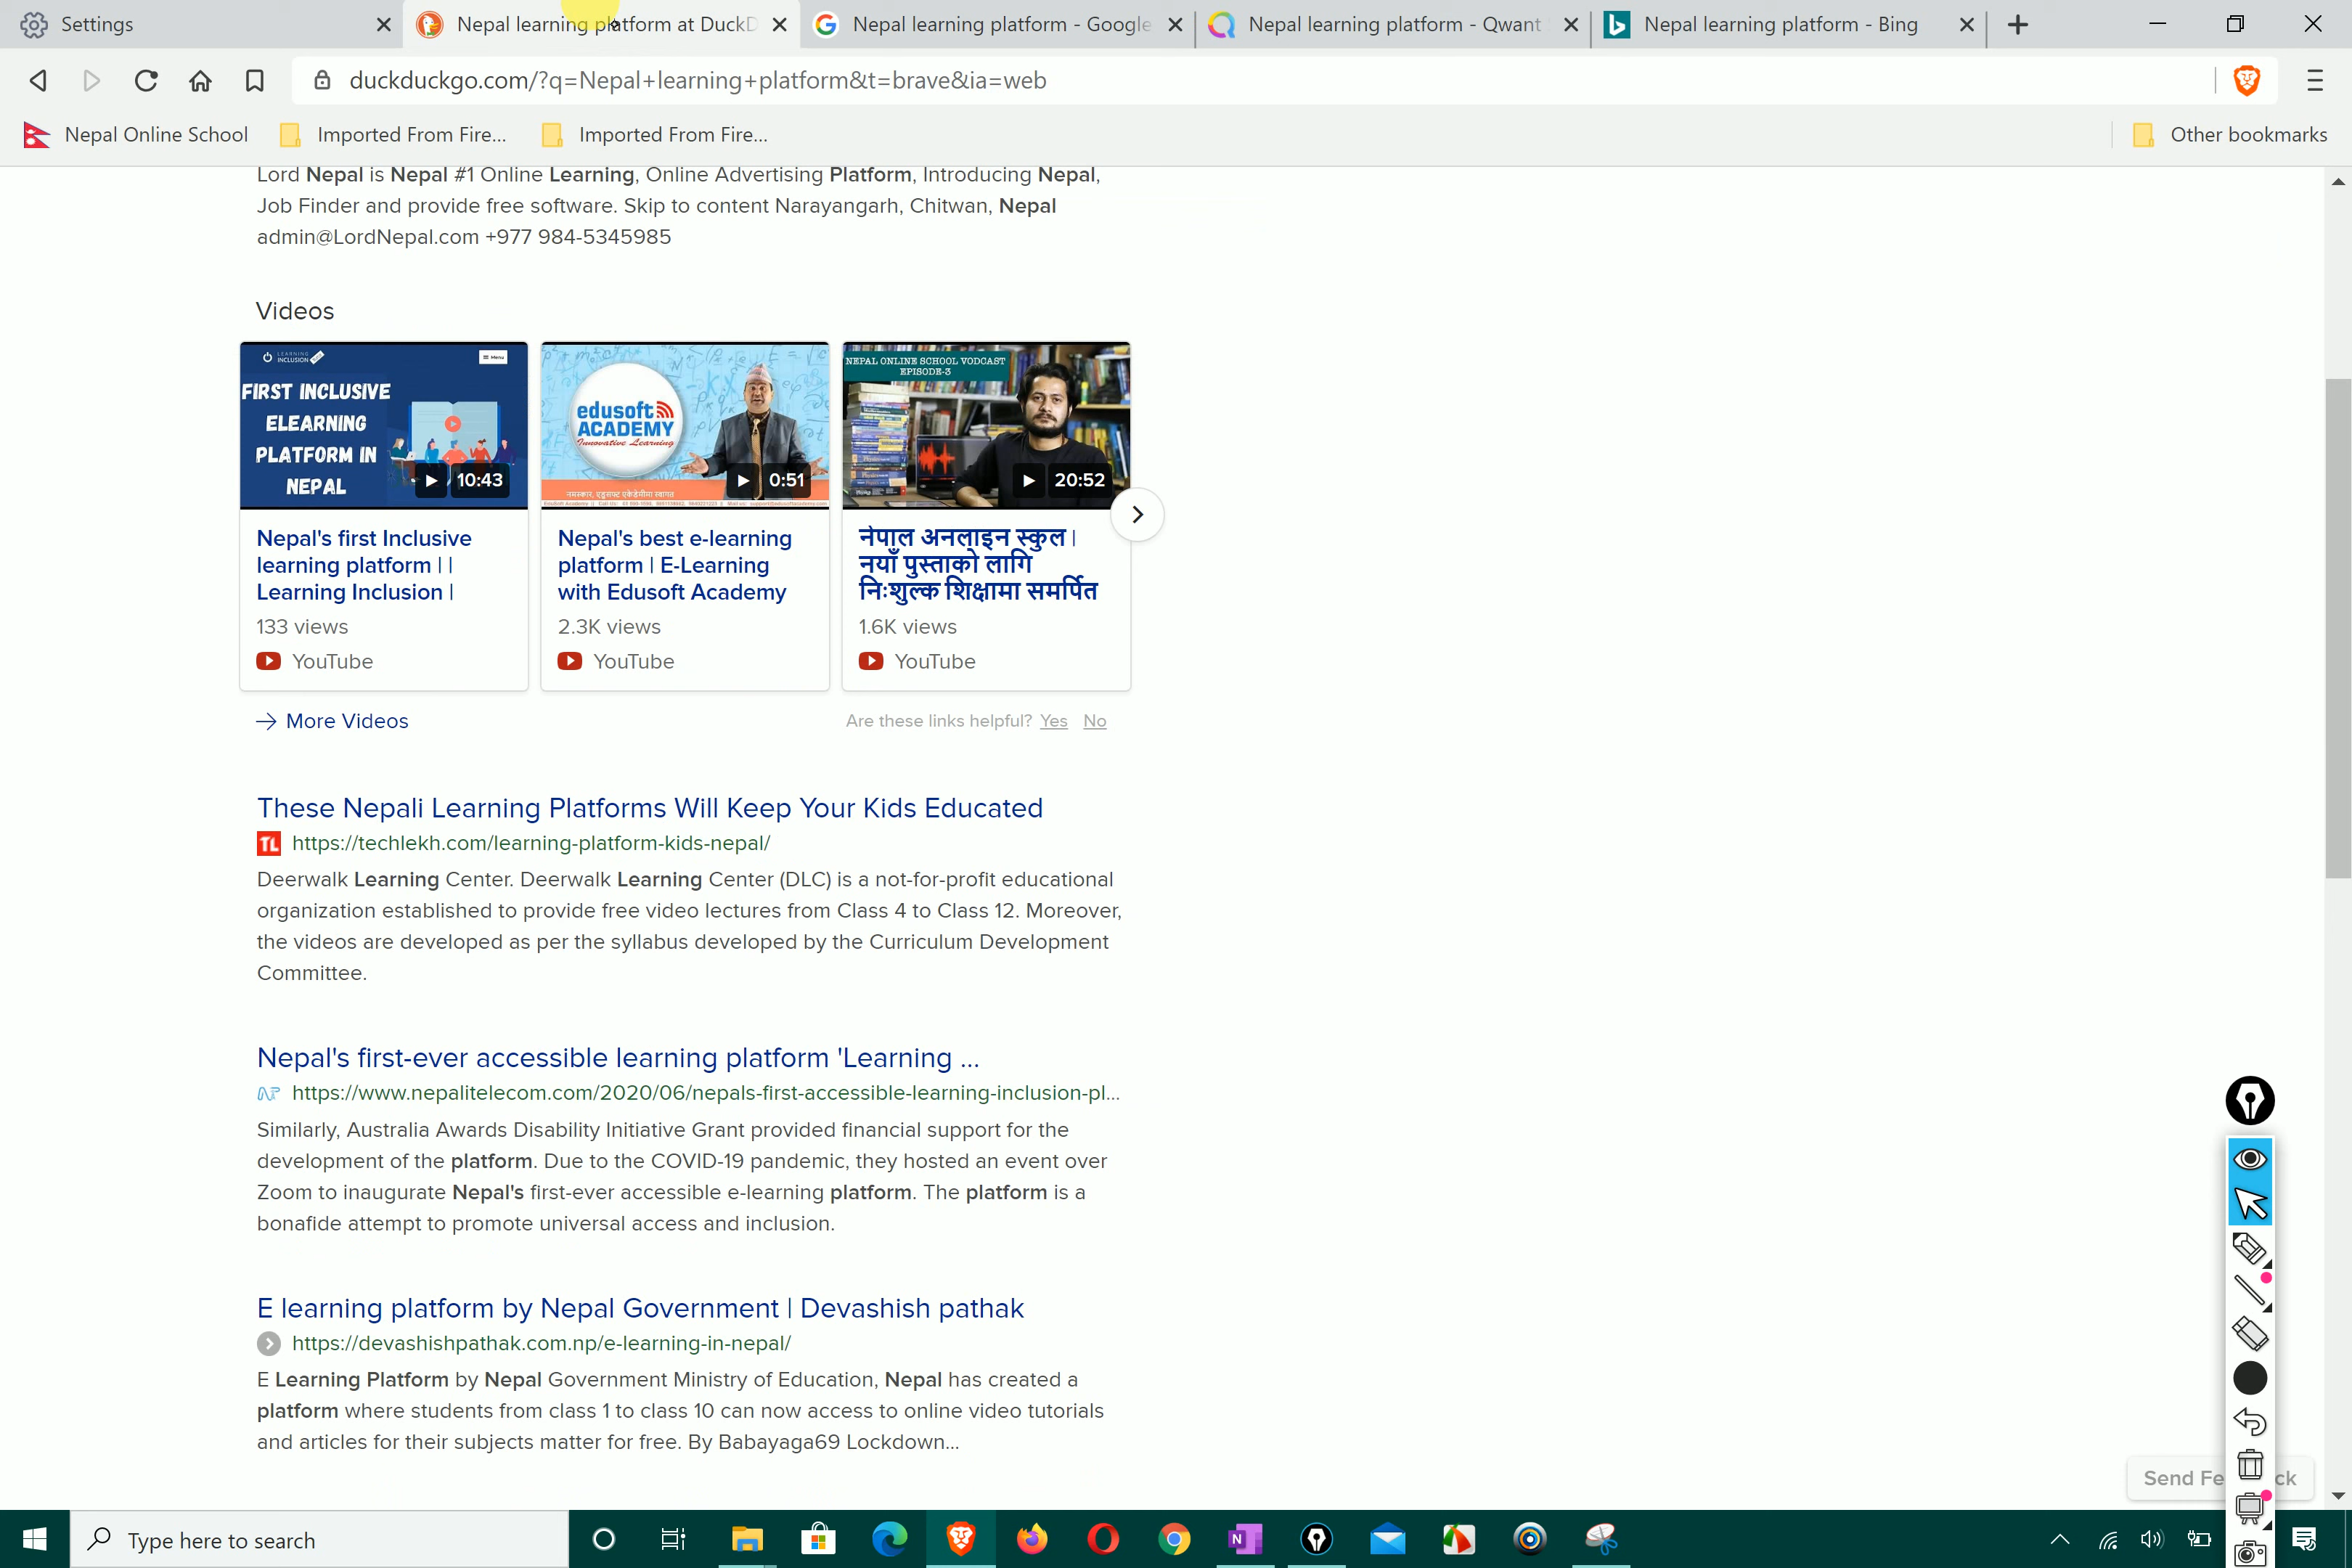 Settings
Nepal learning platform at DuckD
Nepal learning platform - Google
Nepal learning platform - Qwant
Nepal learning platform - Bing
duckduckgo.com/?q=Nepal+learning+platform&t=brave&ia=web
Nepal Online School
Imported From Fire...
Imported From Fire...
Other bookmarks
Lord Nepal is Nepal #1 Online Learning, Online Advertising Platform, Introducing Nepal,
Job Finder and provide free software. Skip to content Narayangarh, Chitwan, Nepal
admin@LordNepal.com +977 984-5345985
Videos
LEARNING
INCLUSION
Menu
FIRST INCLUSIVE
ELEARNING
PLATFORM IN
NEPAL
10:43
Nepal's first Inclusive
learning platform | |
Learning Inclusion |
133 views
YouTube
edusoft
ACADEMY
Innovative Learning
0:51
नमस्कार, एडुसफ्ट एकेडेमीमा स्वागत
Nepal's best e-learning
platform | E-Learning
with Edusoft Academy
2.3K views
YouTube
NEPAL ONLINE SCHOOL VODCAST
EPISODE-3
20:52
नेपाल अनलाइन स्कुल |
नयाँ पुस्ताको लागि
निःशुल्क शिक्षामा समर्पित
1.6K views
YouTube
More Videos
Are these links helpful? Yes No
These Nepali Learning Platforms Will Keep Your Kids Educated
TL https://techlekh.com/learning-platform-kids-nepal/
Deerwalk Learning Center. Deerwalk Learning Center (DLC) is a not-for-profit educational
organization established to provide free video lectures from Class 4 to Class 12. Moreover,
the videos are developed as per the syllabus developed by the Curriculum Development
Committee.
Nepal's first-ever accessible learning platform 'Learning ...
https://www.nepalitelecom.com/2020/06/nepals-first-accessible-learning-inclusion-pl...
Similarly, Australia Awards Disability Initiative Grant provided financial support for the
development of the platform. Due to the COVID-19 pandemic, they hosted an event over
Zoom to inaugurate Nepal's first-ever accessible e-learning platform. The platform is a
bonafide attempt to promote universal access and inclusion.
E learning platform by Nepal Government | Devashish pathak
https://devashishpathak.com.np/e-learning-in-nepal/
E Learning Platform by Nepal Government Ministry of Education, Nepal has created a
platform where students from class 1 to class 10 can now access to online video tutorials
and articles for their subjects matter for free. By Babayaga69 Lockdown...
Send Fe ck
Type here to search